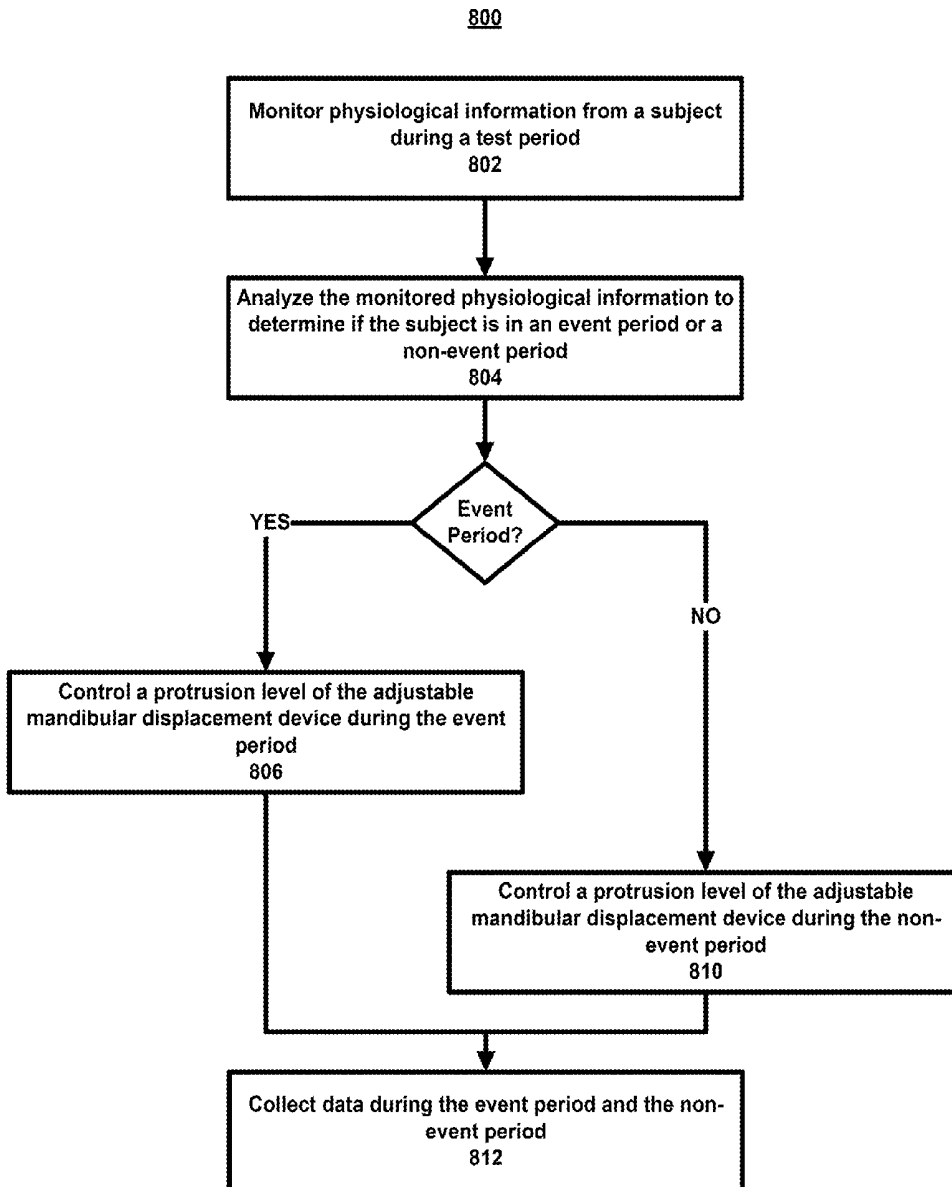 800
Monitor physiological information from a subject
during a test period
802
Analyze the monitored physiological information to
determine if the subject is in an event period or a
non-event period
804
Event
Period?
YES
NO
Control a protrusion level of the adjustable
mandibular displacement device during the event
period
806
Control a protrusion level of the adjustable
mandibular displacement device during the non-
event period
810
Collect data during the event period and the non-
event period
812